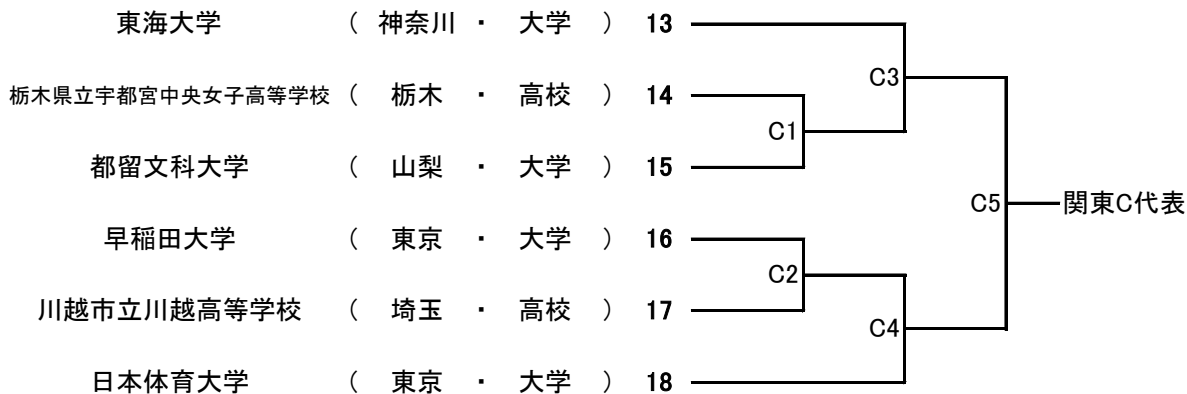 東海大学 ( 神奈川 ・ 大学 ) 13
C3
栃木県立宇都宮中央女子高等学校 ( 栃木 ・ 高校 ) 14
C1
都留文科大学 ( 山梨 ・ 大学 ) 15
C5 関東C代表
早稲田大学 ( 東京 ・ 大学 ) 16
C2
川越市立川越高等学校 ( 埼玉 ・ 高校 ) 17
C4
日本体育大学 ( 東京 ・ 大学 ) 18